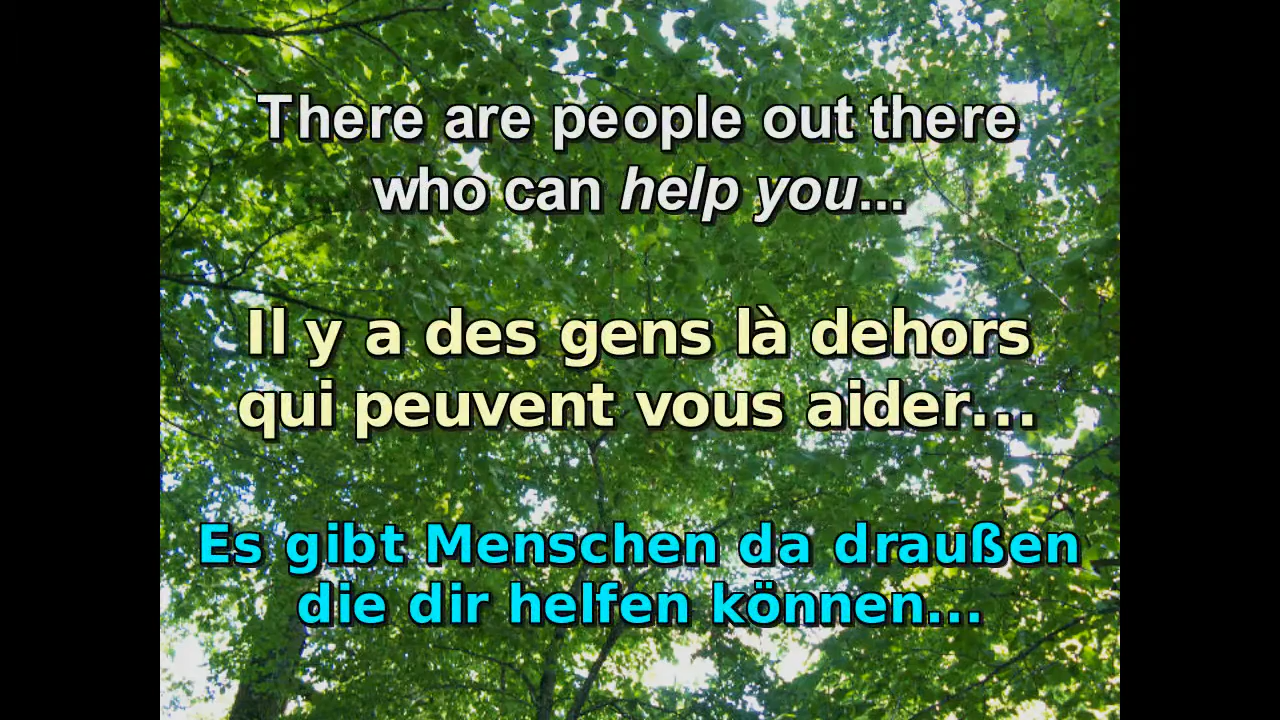 There are people out there
who can help you...
Il y a des gens là dehors
qui peuvent vous aider...
Es gibt Menschen da draußen
die dir helfen können...